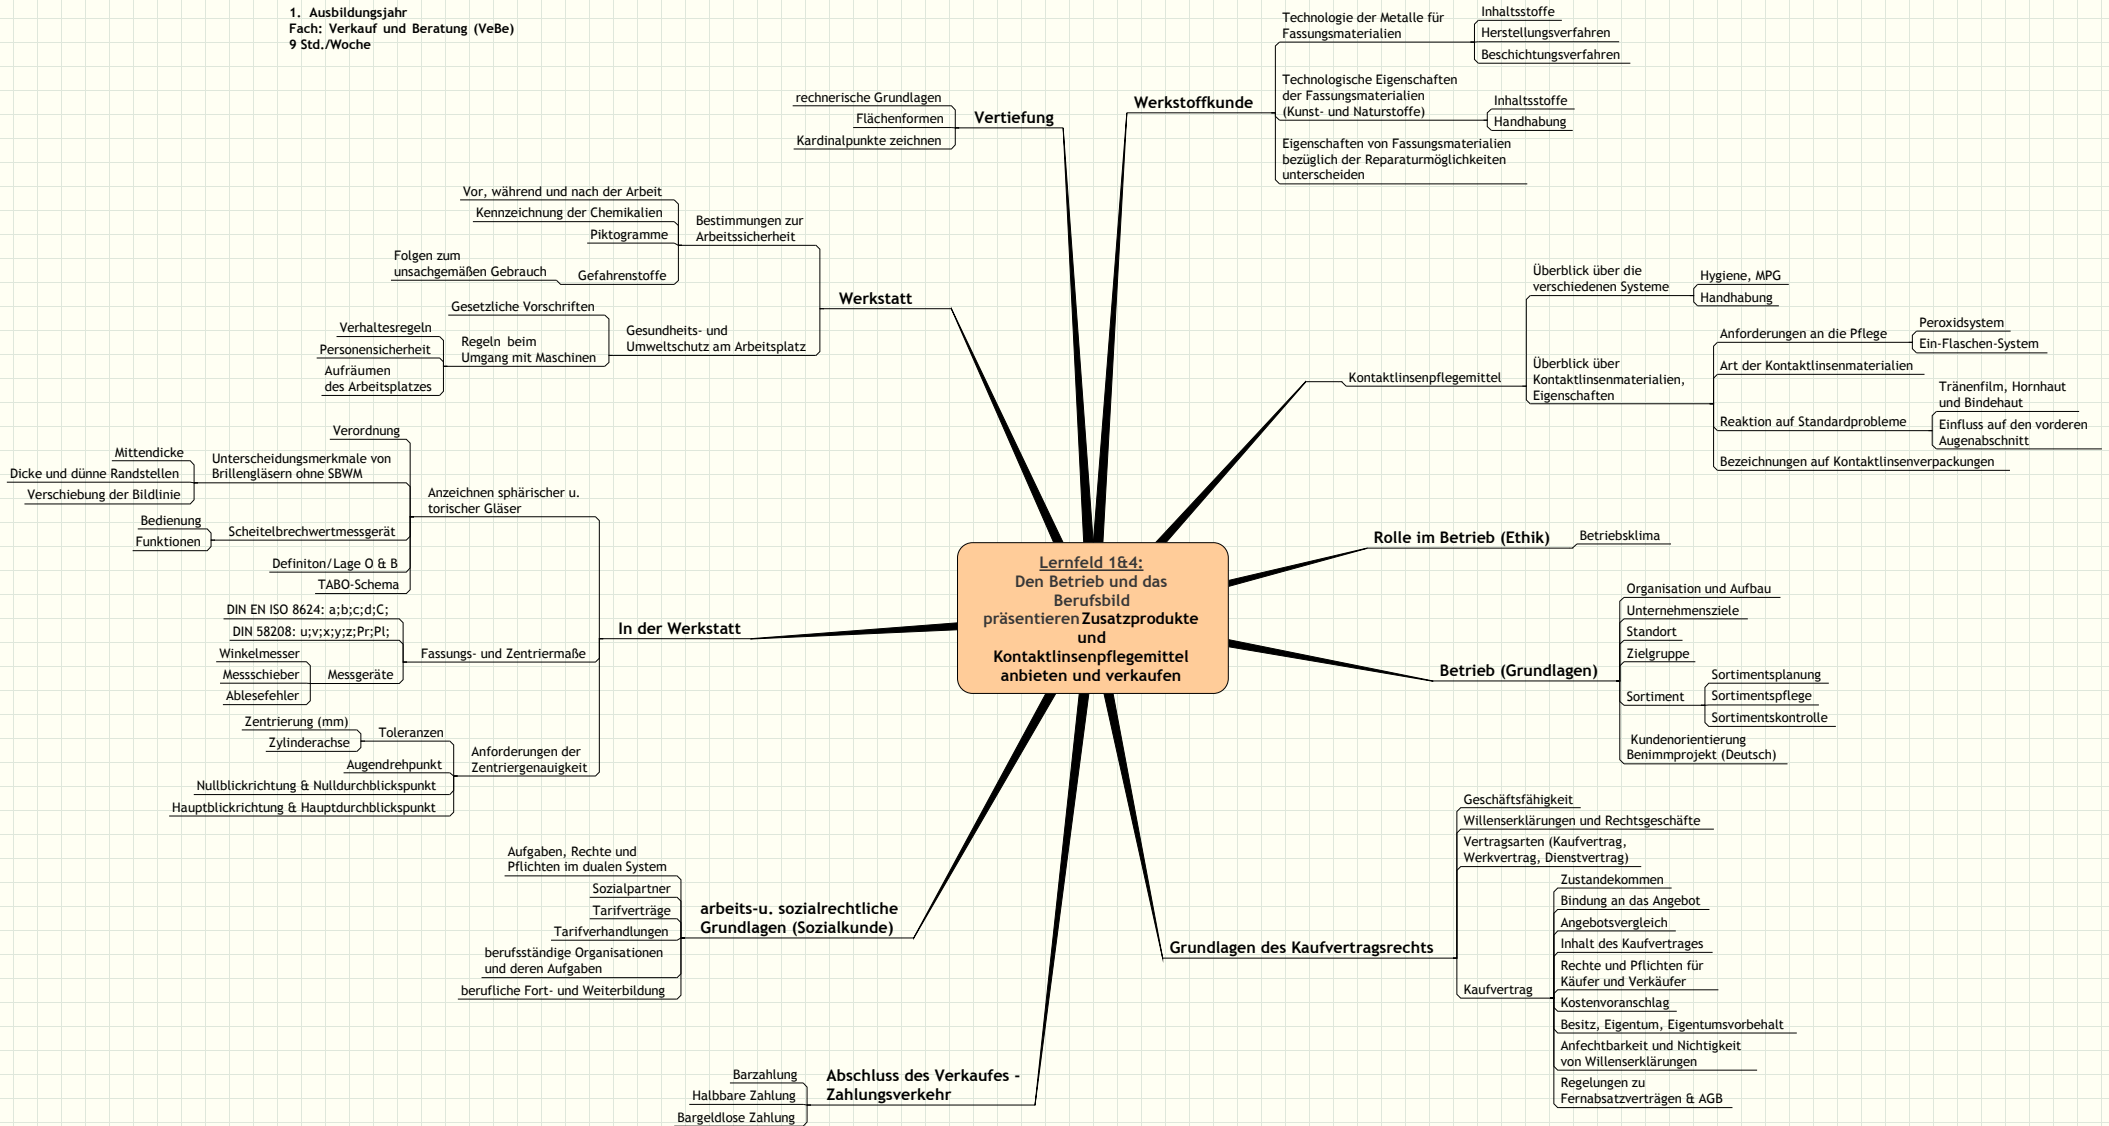 1. Ausbildungsjahr
Fach: Verkauf und Beratung (VeBe)
9 Std./Woche
Lernfeld 1&4:
Den Betrieb und das
Berufsbild
präsentieren Zusatzprodukte
und
Kontaktlinsenpflegemittel
anbieten und verkaufen
Werkstoffkunde
Technologie der Metalle für
Fassungsmaterialien
Inhaltsstoffe
Herstellungsverfahren
Beschichtungsverfahren
Technologische Eigenschaften
der Fassungsmaterialien
(Kunst- und Naturstoffe)
Inhaltsstoffe
Handhabung
Eigenschaften von Fassungsmaterialien
bezüglich der Reparaturmöglichkeiten
unterscheiden
Kontaktlinsenpflegemittel
Überblick über die
verschiedenen Systeme
Hygiene, MPG
Handhabung
Überblick über
Kontaktlinsenmaterialien,
Eigenschaften
Anforderungen an die Pflege
Peroxidsystem
Ein-Flaschen-System
Art der Kontaktlinsenmaterialien
Reaktion auf Standardprobleme
Tränenfilm, Hornhaut
und Bindehaut
Einfluss auf den vorderen
Augenabschnitt
Bezeichnungen auf Kontaktlinsenverpackungen
Rolle im Betrieb (Ethik)
Betriebsklima
Betrieb (Grundlagen)
Organisation und Aufbau
Unternehmensziele
Standort
Zielgruppe
Sortiment
Sortimentsplanung
Sortimentspflege
Sortimentskontrolle
Kundenorientierung
Benimmprojekt (Deutsch)
Grundlagen des Kaufvertragsrechts
Geschäftsfähigkeit
Willenserklärungen und Rechtsgeschäfte
Vertragsarten (Kaufvertrag,
Werkvertrag, Dienstvertrag)
Kaufvertrag
Zustandekommen
Bindung an das Angebot
Angebotsvergleich
Inhalt des Kaufvertrages
Rechte und Pflichten für
Käufer und Verkäufer
Kostenvoranschlag
Besitz, Eigentum, Eigentumsvorbehalt
Anfechtbarkeit und Nichtigkeit
von Willenserklärungen
Regelungen zu
Fernabsatzverträgen & AGB
Vertiefung
rechnerische Grundlagen
Flächenformen
Kardinalpunkte zeichnen
Werkstatt
Bestimmungen zur
Arbeitssicherheit
Vor, während und nach der Arbeit
Kennzeichnung der Chemikalien
Piktogramme
Gefahrenstoffe
Folgen zum
unsachgemäßen Gebrauch
Gesundheits- und
Umweltschutz am Arbeitsplatz
Gesetzliche Vorschriften
Regeln beim
Umgang mit Maschinen
Verhaltesregeln
Personensicherheit
Aufräumen
des Arbeitsplatzes
In der Werkstatt
Anzeichnen sphärischer u.
torischer Gläser
Verordnung
Unterscheidungsmerkmale von
Brillengläsern ohne SBWM
Mittendicke
Dicke und dünne Randstellen
Verschiebung der Bildlinie
Scheitelbrechwertmessgerät
Bedienung
Funktionen
Definiton/Lage O & B
TABO-Schema
Fassungs- und Zentriermaße
DIN EN ISO 8624: a;b;c;d;C;
DIN 58208: u;v;x;y;z;Pr;Pl;
Messgeräte
Winkelmesser
Messschieber
Ablesefehler
Anforderungen der
Zentriergenauigkeit
Toleranzen
Zentrierung (mm)
Zylinderachse
Augendrehpunkt
Nullblickrichtung & Nulldurchblickspunkt
Hauptblickrichtung & Hauptdurchblickspunkt
arbeits-u. sozialrechtliche
Grundlagen (Sozialkunde)
Aufgaben, Rechte und
Pflichten im dualen System
Sozialpartner
Tarifverträge
Tarifverhandlungen
berufsständige Organisationen
und deren Aufgaben
berufliche Fort- und Weiterbildung
Abschluss des Verkaufes -
Zahlungsverkehr
Barzahlung
Halbbare Zahlung
Bargeldlose Zahlung